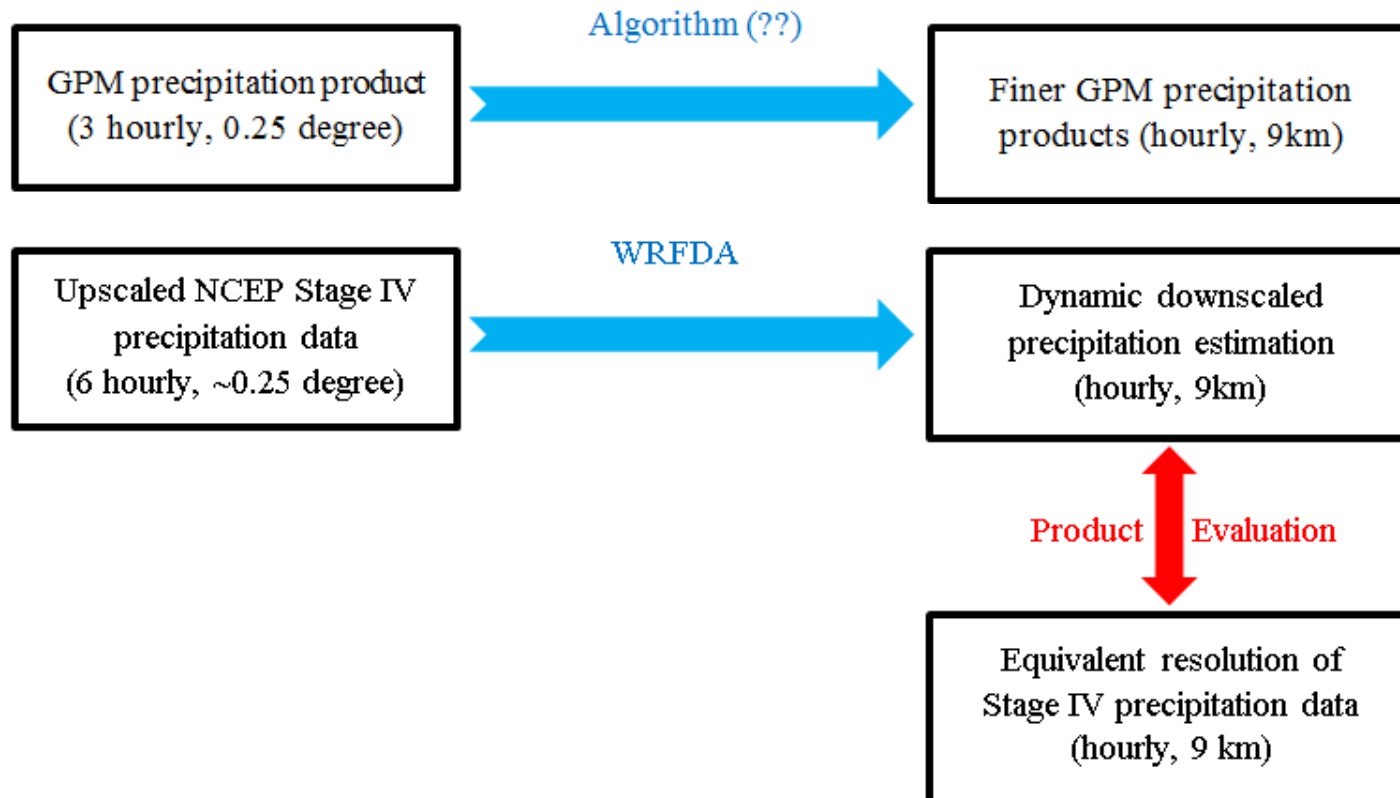 Algorithm (??)
GPM precipitation product
(3 hourly, 0.25 degree)
Finer GPM precipitation
products (hourly, 9km)
WRFDA
Upscaled NCEP Stage IV
precipitation data
(6 hourly, ~0.25 degree)
Dynamic downscaled
precipitation estimation
(hourly, 9km)
Product Evaluation
Equivalent resolution of
Stage IV precipitation data
(hourly, 9 km)